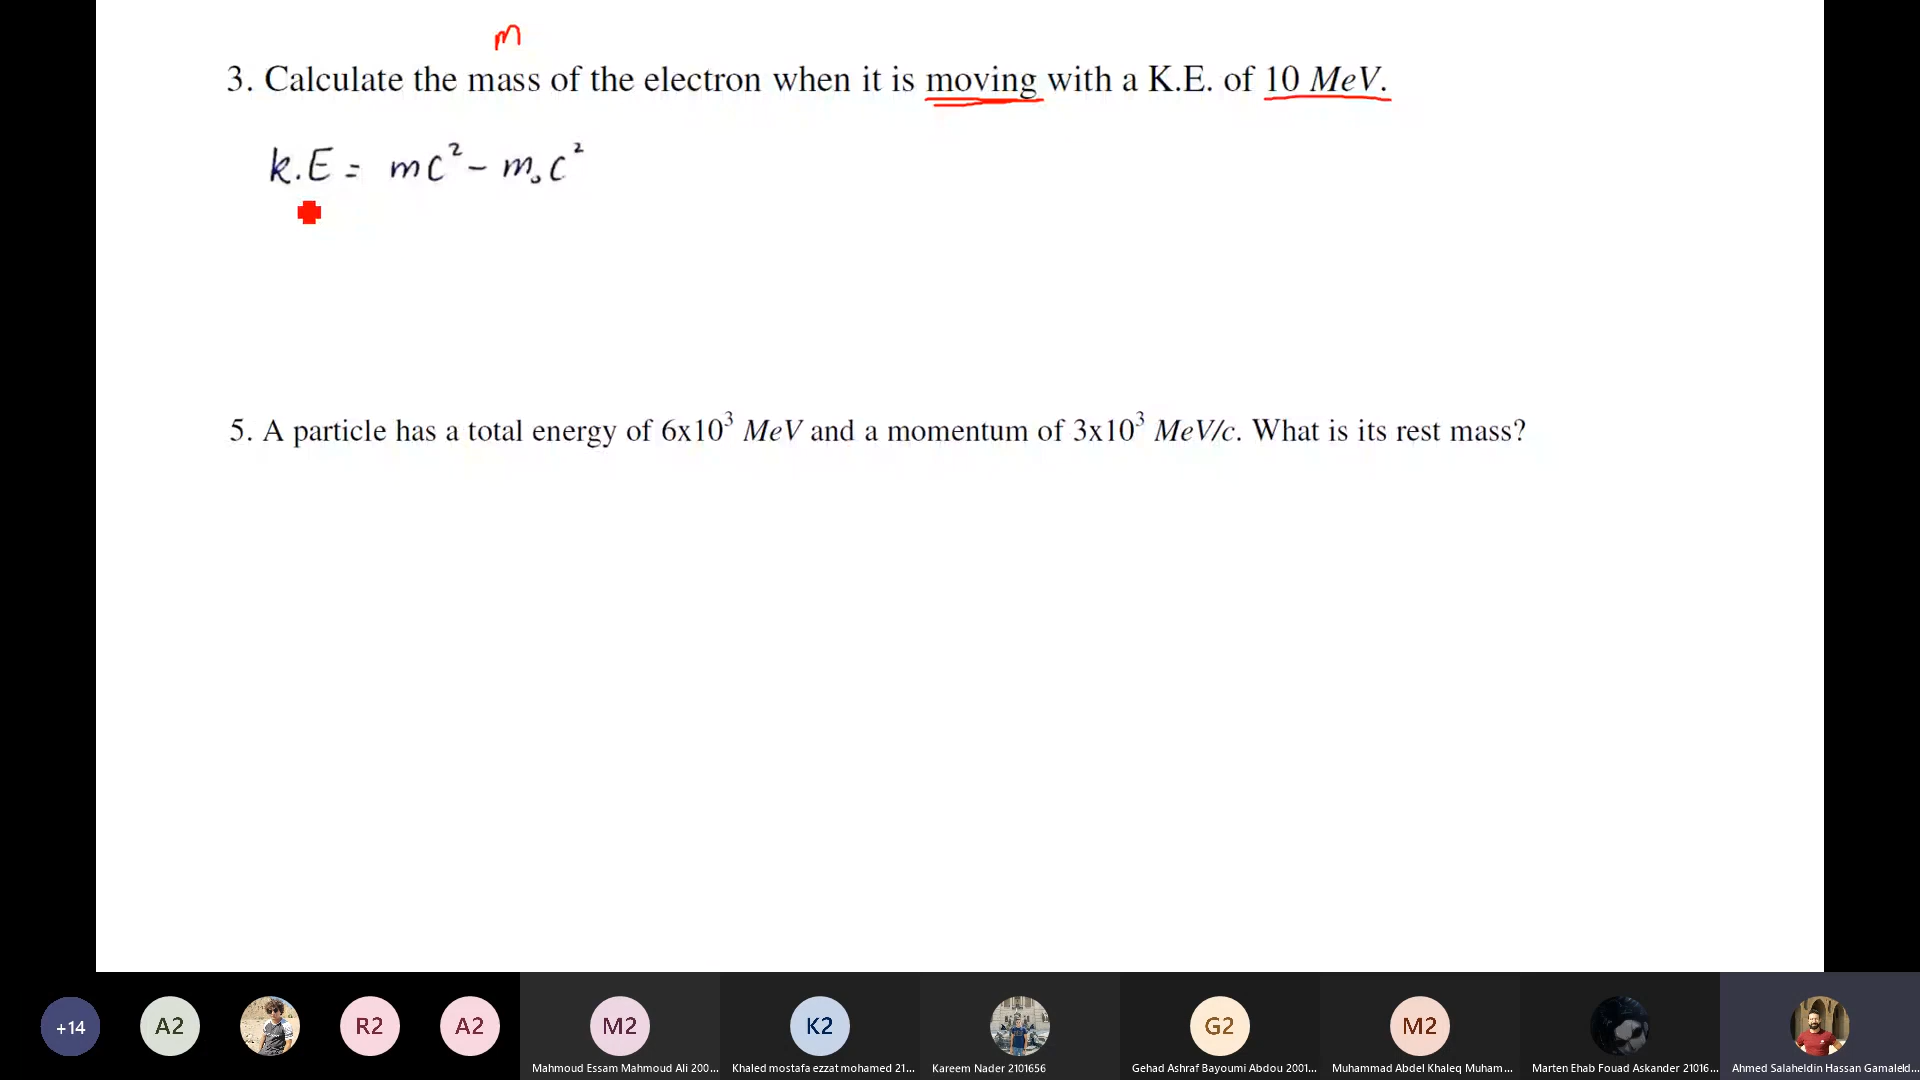 m
3. Calculate the mass of the electron when it is moving with a K.E. of 10 MeV.
k.E = mc² - m₀c²
5. A particle has a total energy of 6x10³ MeV and a momentum of 3x10³ MeV/c. What is its rest mass?
+14
A2
R2
A2
M2
K2
G2
M2
Mahmoud Essam Mahmoud Ali 200...
Khaled mostafa ezzat mohamed 21...
Kareem Nader 2101656
Gehad Ashraf Bayoumi Abdou 2001...
Muhammad Abdel Khaleq Muham...
Marten Ehab Fouad Askander 21016...
Ahmed Salaheldin Hassan Gamaleld...